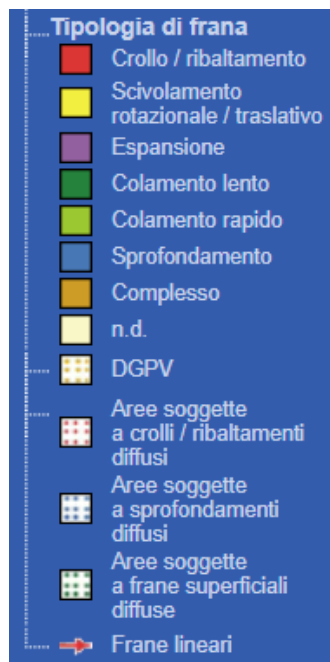 Tipologia di frana
Crollo / ribaltamento
Scivolamento
rotazionale / traslativo
Espansione
Colamento lento
Colamento rapido
Sprofondamento
Complesso
n.d.
DGPV
Aree soggette
a crolli / ribaltamenti
diffusi
Aree soggette
a sprofondamenti
diffusi
Aree soggette
a frane superficiali
diffuse
Frane lineari